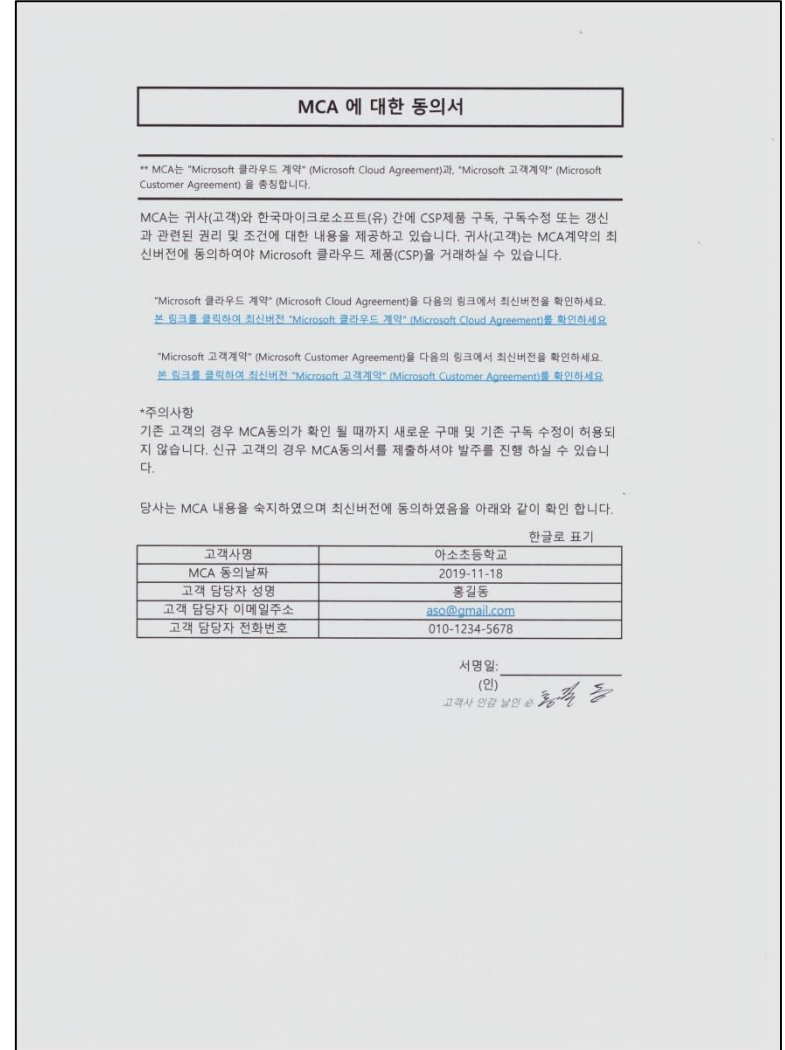 MCA 에 대한 동의서
** MCA는 "Microsoft 클라우드 계약" (Microsoft Cloud Agreement)과, "Microsoft 고객계약" (Microsoft
Customer Agreement) 을 총칭합니다.
MCA는 귀사(고객)와 한국마이크로소프트(유) 간에 CSP제품 구독, 구독수정 또는 갱신
과 관련된 권리 및 조건에 대한 내용을 제공하고 있습니다. 귀사(고객)는 MCA계약의 최
신버전에 동의하여야 Microsoft 클라우드 제품(CSP)을 거래하실 수 있습니다.
"Microsoft 클라우드 계약" (Microsoft Cloud Agreement)을 다음의 링크에서 최신버전을 확인하세요.
본 링크를 클릭하여 최신버전 "Microsoft 클라우드 계약" (Microsoft Cloud Agreement)를 확인하세요
"Microsoft 고객계약" (Microsoft Customer Agreement)을 다음의 링크에서 최신버전을 확인하세요.
본 링크를 클릭하여 최신버전 "Microsoft 고객계약" (Microsoft Customer Agreement)를 확인하세요
*주의사항
기존 고객의 경우 MCA동의가 확인 될 때까지 새로운 구매 및 기존 구독 수정이 허용되
지 않습니다. 신규 고객의 경우 MCA동의서를 제출하셔야 발주를 진행 하실 수 있습니
다.
당사는 MCA 내용을 숙지하였으며 최신버전에 동의하였음을 아래와 같이 확인 합니다.
한글로 표기
고객사명 아소초등학교
MCA 동의날짜 2019-11-18
고객 담당자 성명 홍길동
고객 담당자 이메일주소 aso@gmail.com
고객 담당자 전화번호 010-1234-5678
서명일:
(인)
고객사 인감 날인 必 홍길동